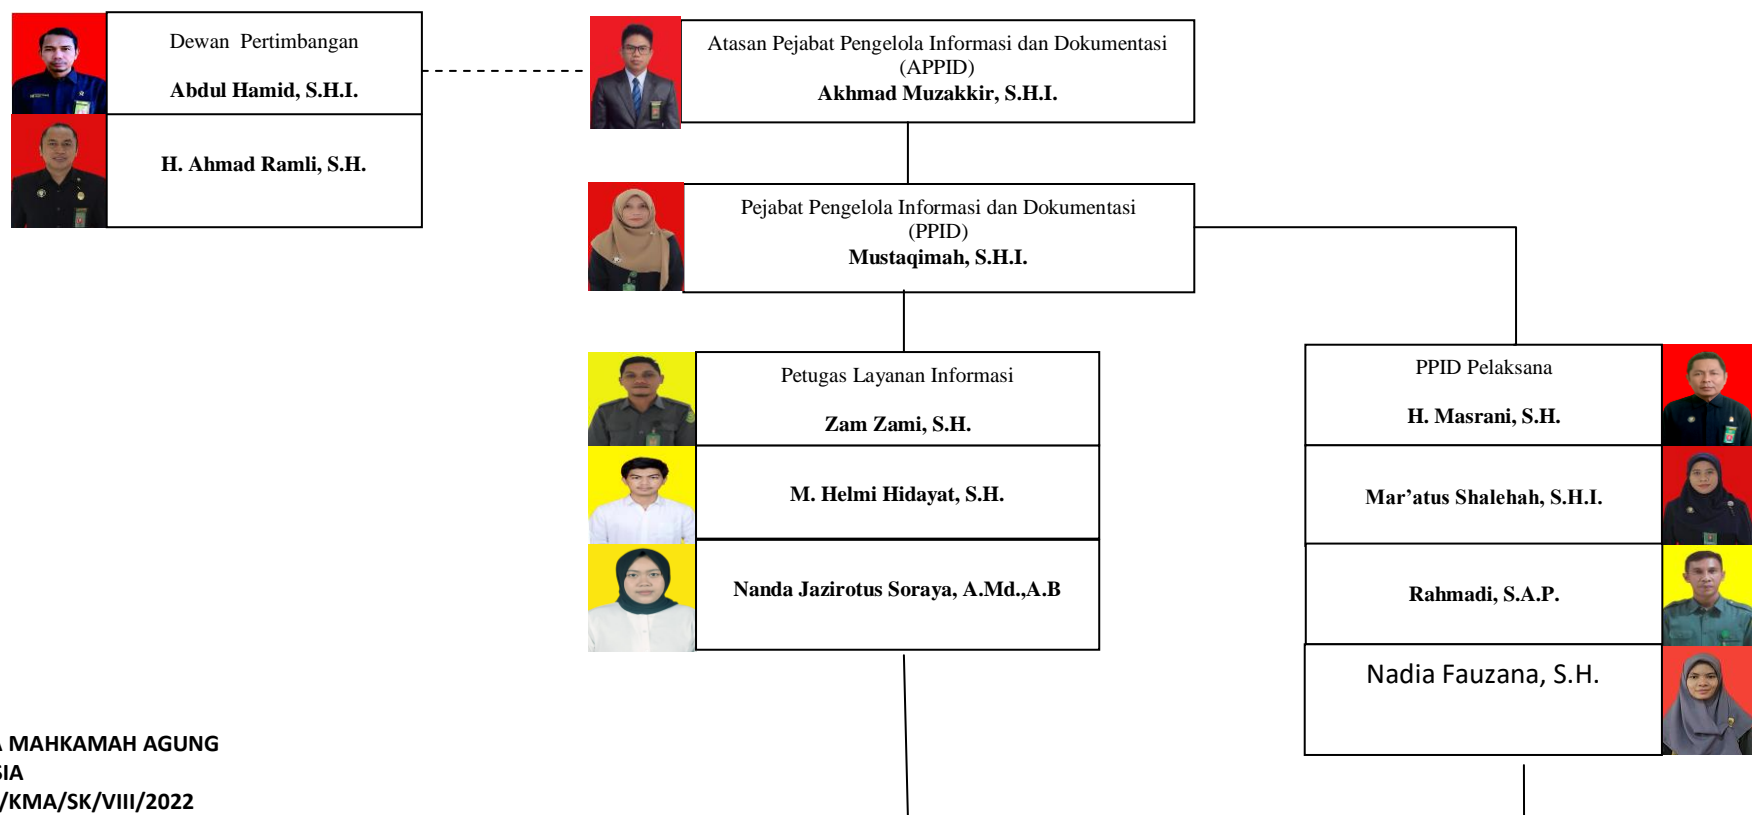 Dewan Pertimbangan
Abdul Hamid, S.H.I.
H. Ahmad Ramli, S.H.
Atasan Pejabat Pengelola Informasi dan Dokumentasi
(APPID)
Akhmad Muzakkir, S.H.I.
Pejabat Pengelola Informasi dan Dokumentasi
(PPID)
Mustaqimah, S.H.I.
Petugas Layanan Informasi
Zam Zami, S.H.
M. Helmi Hidayat, S.H.
Nanda Jazirotus Soraya, A.Md.,A.B
PPID Pelaksana
H. Masrani, S.H.
Mar’atus Shalehah, S.H.I.
Rahmadi, S.A.P.
Nadia Fauzana, S.H.
A MAHKAMAH AGUNG
SIA
/KMA/SK/VIII/2022